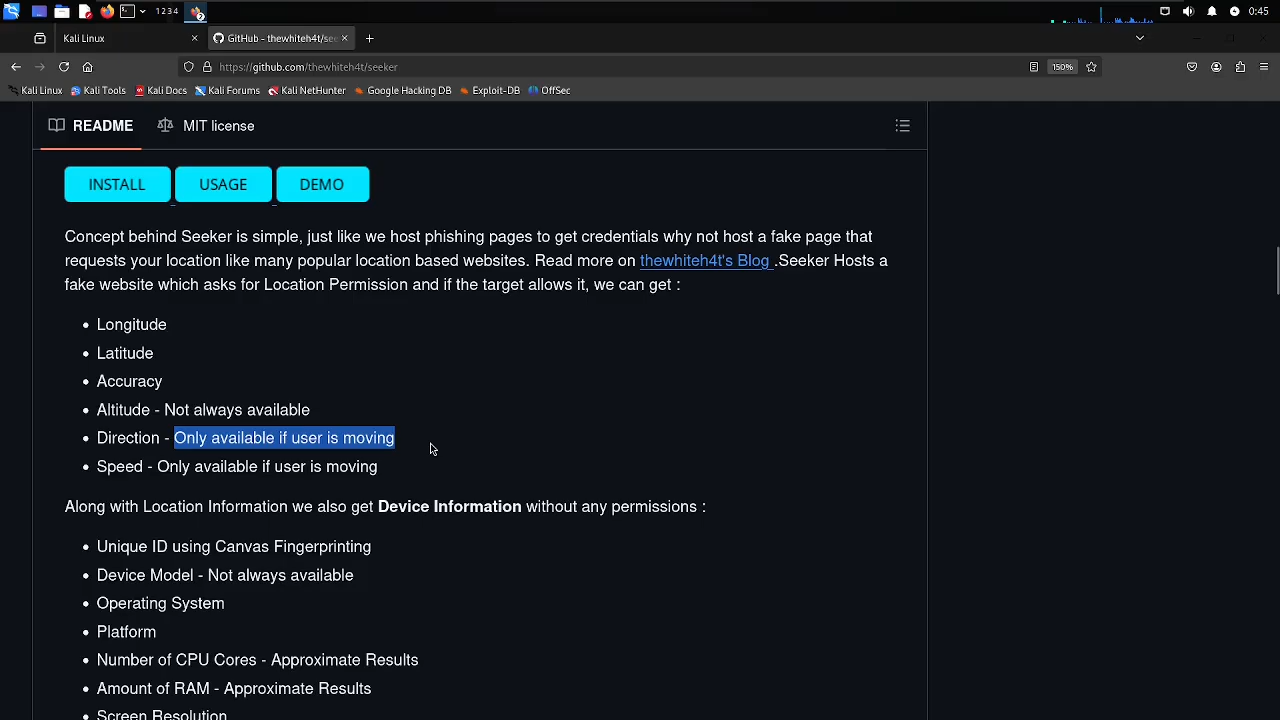 1 2 3 4
2
0:45
Kali Linux
GitHub - thewhiteh4t/see
https://github.com/thewhiteh4t/seeker
150%
Kali Linux
Kali Tools
Kali Docs
Kali Forums
Kali NetHunter
Google Hacking DB
Exploit-DB
OffSec
README
MIT license
INSTALL
USAGE
DEMO
Concept behind Seeker is simple, just like we host phishing pages to get credentials why not host a fake page that
requests your location like many popular location based websites. Read more on thewhiteh4t's Blog .Seeker Hosts a
fake website which asks for Location Permission and if the target allows it, we can get :
• Longitude
• Latitude
• Accuracy
• Altitude - Not always available
• Direction - Only available if user is moving
• Speed - Only available if user is moving
Along with Location Information we also get Device Information without any permissions :
• Unique ID using Canvas Fingerprinting
• Device Model - Not always available
• Operating System
• Platform
• Number of CPU Cores - Approximate Results
• Amount of RAM - Approximate Results
• Screen Resolution